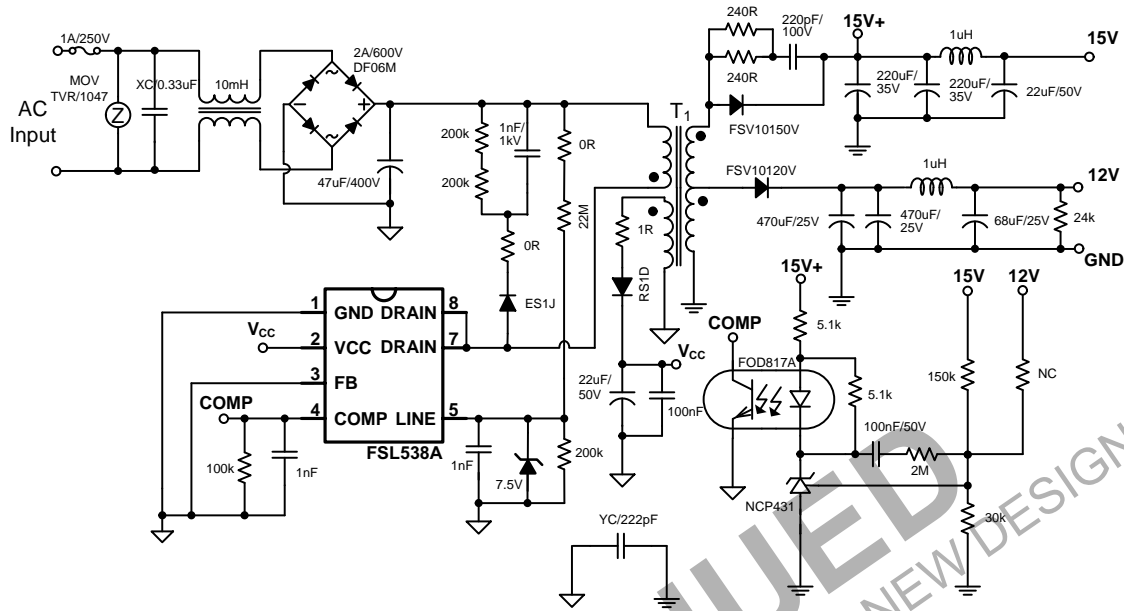 1A/250V
MOV
TVR/1047
Z
AC
Input
XC/0.33uF
10mH
2A/600V
DF06M
~
−
+
~
47uF/400V
200k
200k
1nF/
1kV
0R
0R
22M
ES1J
T1
1R
RS1D
22uF/
50V
100nF
VCC
240R
240R
220pF/
100V
FSV10150V
15V+
220uF/
35V
220uF/
35V
1uH
22uF/50V
15V
FSV10120V
470uF/25V
470uF/
25V
1uH
68uF/25V
24k
12V
GND
1 GND DRAIN 8
2 VCC DRAIN 7
3 FB
4 COMP LINE 5
FSL538A
VCC
COMP
100k
1nF
1nF
7.5V
200k
YC/222pF
15V+
5.1k
COMP
FOD817A
5.1k
100nF/50V
2M
NCP431
15V
12V
150k
NC
30k
UED
NEW DESIGN